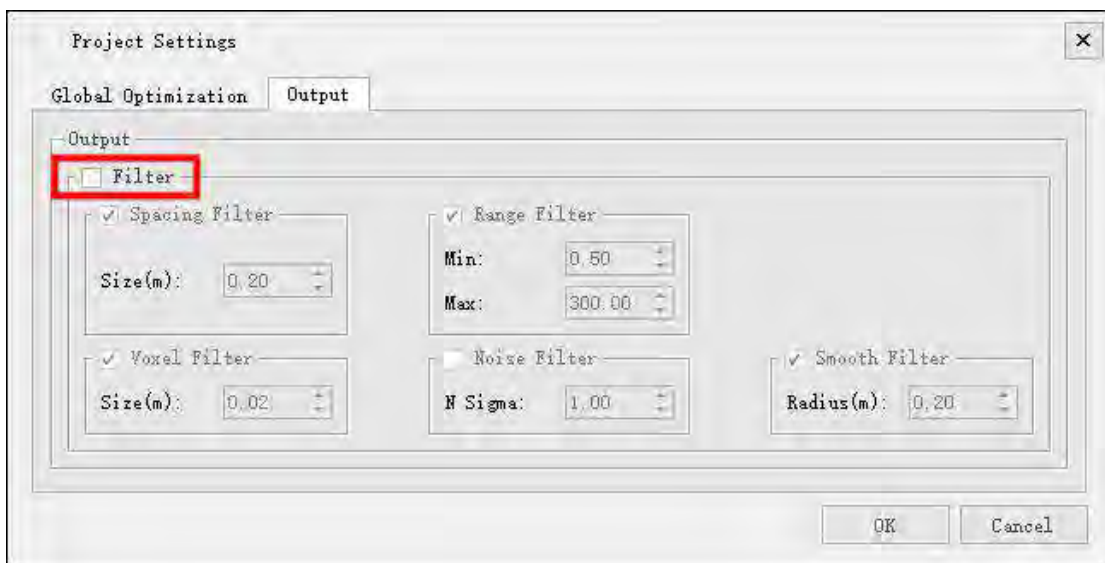 Project Settings
Global Optimization Output
Output
Filter
Spacing Filter
Size(m): 0.20
Range Filter
Min: 0.50
Max: 300.00
Voxel Filter
Size(m): 0.02
Noise Filter
N Sigma: 1.00
Smooth Filter
Radius(m): 0.20
OK Cancel